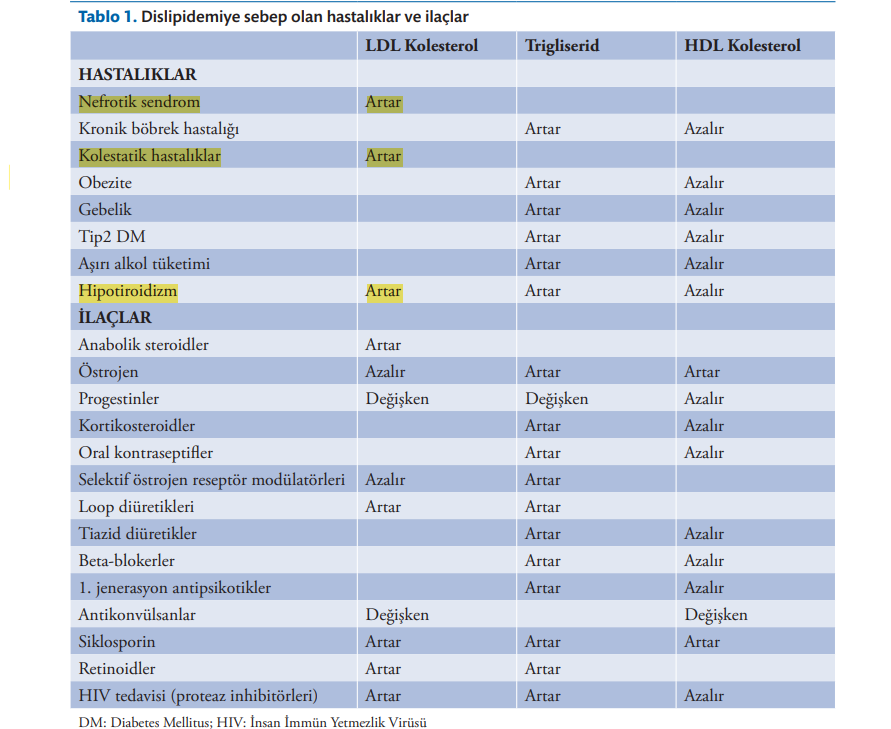 Tablo 1. Dislipidemiye sebep olan hastalıklar ve ilaçlar
LDL Kolesterol Trigliserid HDL Kolesterol
HASTALIKLAR
Nefrotik sendrom Artar
Kronik böbrek hastalığı Artar Azalır
Kolestatik hastalıklar Artar
Obezite Artar Azalır
Gebelik Artar Azalır
Tip2 DM Artar Azalır
Aşırı alkol tüketimi Artar Azalır
Hipotiroidizm Artar Artar Azalır
İLAÇLAR
Anabolik steroidler Artar
Östrojen Azalır Artar Artar
Progestinler Değişken Değişken Azalır
Kortikosteroidler Artar Azalır
Oral kontraseptifler Artar Azalır
Selektif östrojen reseptör modülatörleri Azalır Artar
Loop diüretikleri Artar Artar
Tiazid diüretikler Artar Azalır
Beta-blokerler Artar Azalır
1. jenerasyon antipsikotikler Artar Azalır
Antikonvülsanlar Değişken Değişken
Siklosporin Artar Artar Artar
Retinoidler Artar Artar
HIV tedavisi (proteaz inhibitörleri) Artar Artar Azalır
DM: Diabetes Mellitus; HIV: İnsan İmmün Yetmezlik Virüsü